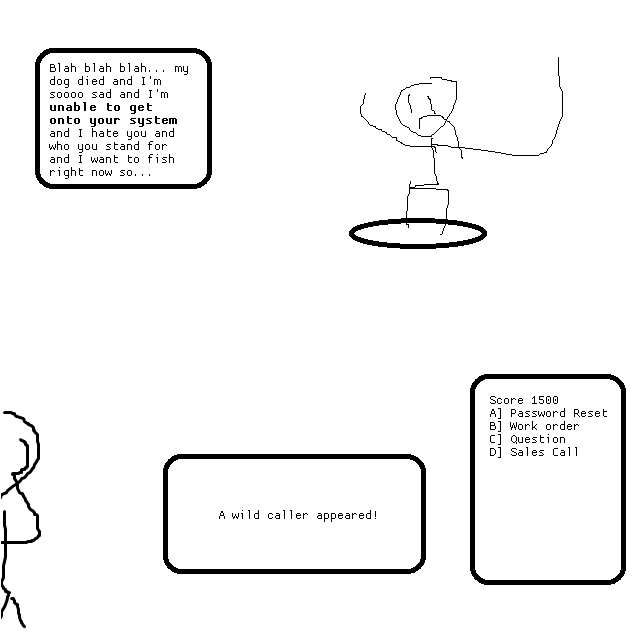 Blah blah blah... my
dog died and I'm
soooo sad and I'm
unable to get
onto your system
and I hate you and
who you stand for
and I want to fish
right now so...
Score 1500
A] Password Reset
B] Work order
C] Question
D] Sales Call
A wild caller appeared!